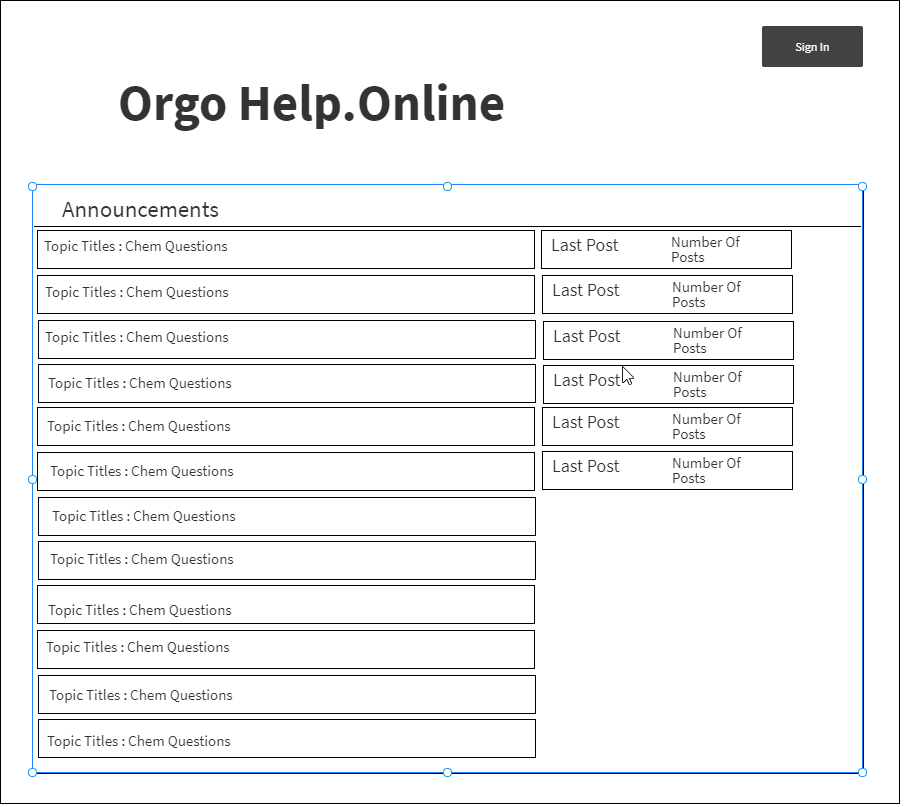 Sign In
Orgo Help.Online
Announcements
Topic Titles : Chem Questions
Last Post
Number Of
Posts
Topic Titles : Chem Questions
Last Post
Number Of
Posts
Topic Titles : Chem Questions
Last Post
Number Of
Posts
Topic Titles : Chem Questions
Last Post
Number Of
Posts
Topic Titles : Chem Questions
Last Post
Number Of
Posts
Topic Titles : Chem Questions
Last Post
Number Of
Posts
Topic Titles : Chem Questions
Topic Titles : Chem Questions
Topic Titles : Chem Questions
Topic Titles : Chem Questions
Topic Titles : Chem Questions
Topic Titles : Chem Questions